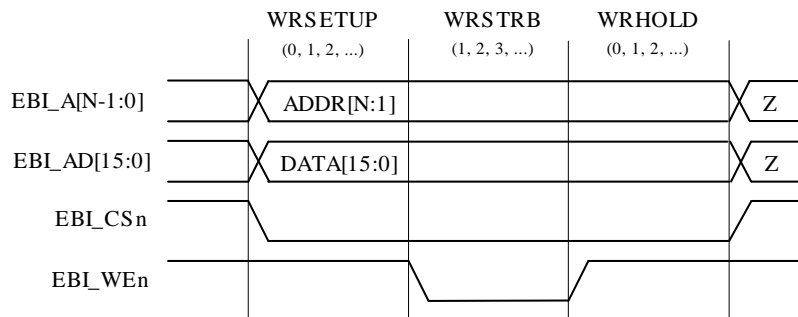 WRSETUP WRSTRB WRHOLD
(0, 1, 2, ...) (1, 2, 3, ...) (0, 1, 2, ...)
EBI_A[N-1:0] ADDR[N:1] Z
EBI_AD[15:0] DATA[15:0] Z
EBI_CSn
EBI_WEn